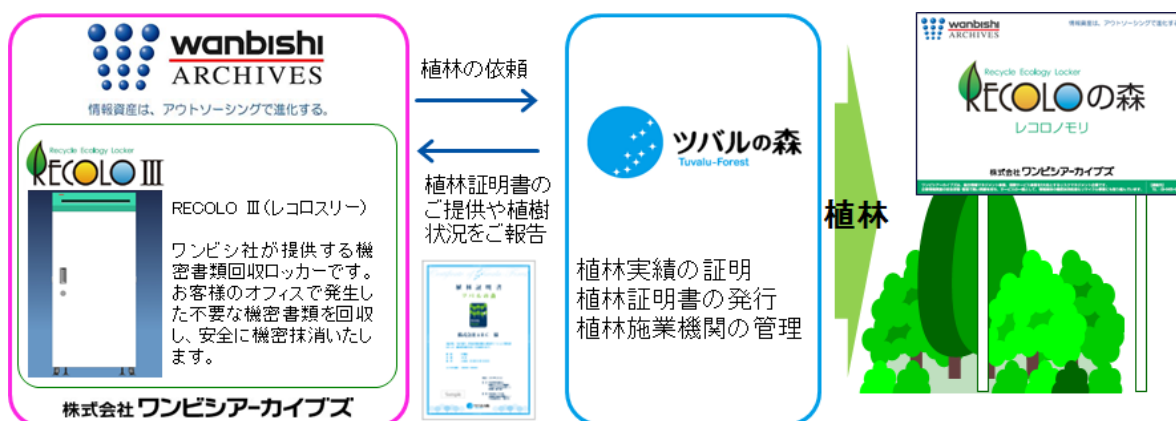 wanbishi
ARCHIVES
情報資産は、アウトソーシングで進化する。
Recycle Ecology Locker
RECOLO III
RECOLO Ⅲ(レコロスリー)
ワンビシ社が提供する機
密書類回収ロッカーです。
お客様のオフィスで発生し
た不要な機密書類を回収
し、安全に機密抹消いたし
ます。
株式会社 ワンビシアーカイブズ
植林の依頼
植林証明書の
ご提供や植樹
状況をご報告
植林証明書
ツバルの森
ツバルの森
Tuvalu-Forest
植林実績の証明
植林証明書の発行
植林施業機関の管理
植林
wanbishi
ARCHIVES
情報資産は、アウトソーシングで進化する
Recycle Ecology Locker
RECOLOの森
レコロノモリ
株式会社 ワンビシアーカイブズ